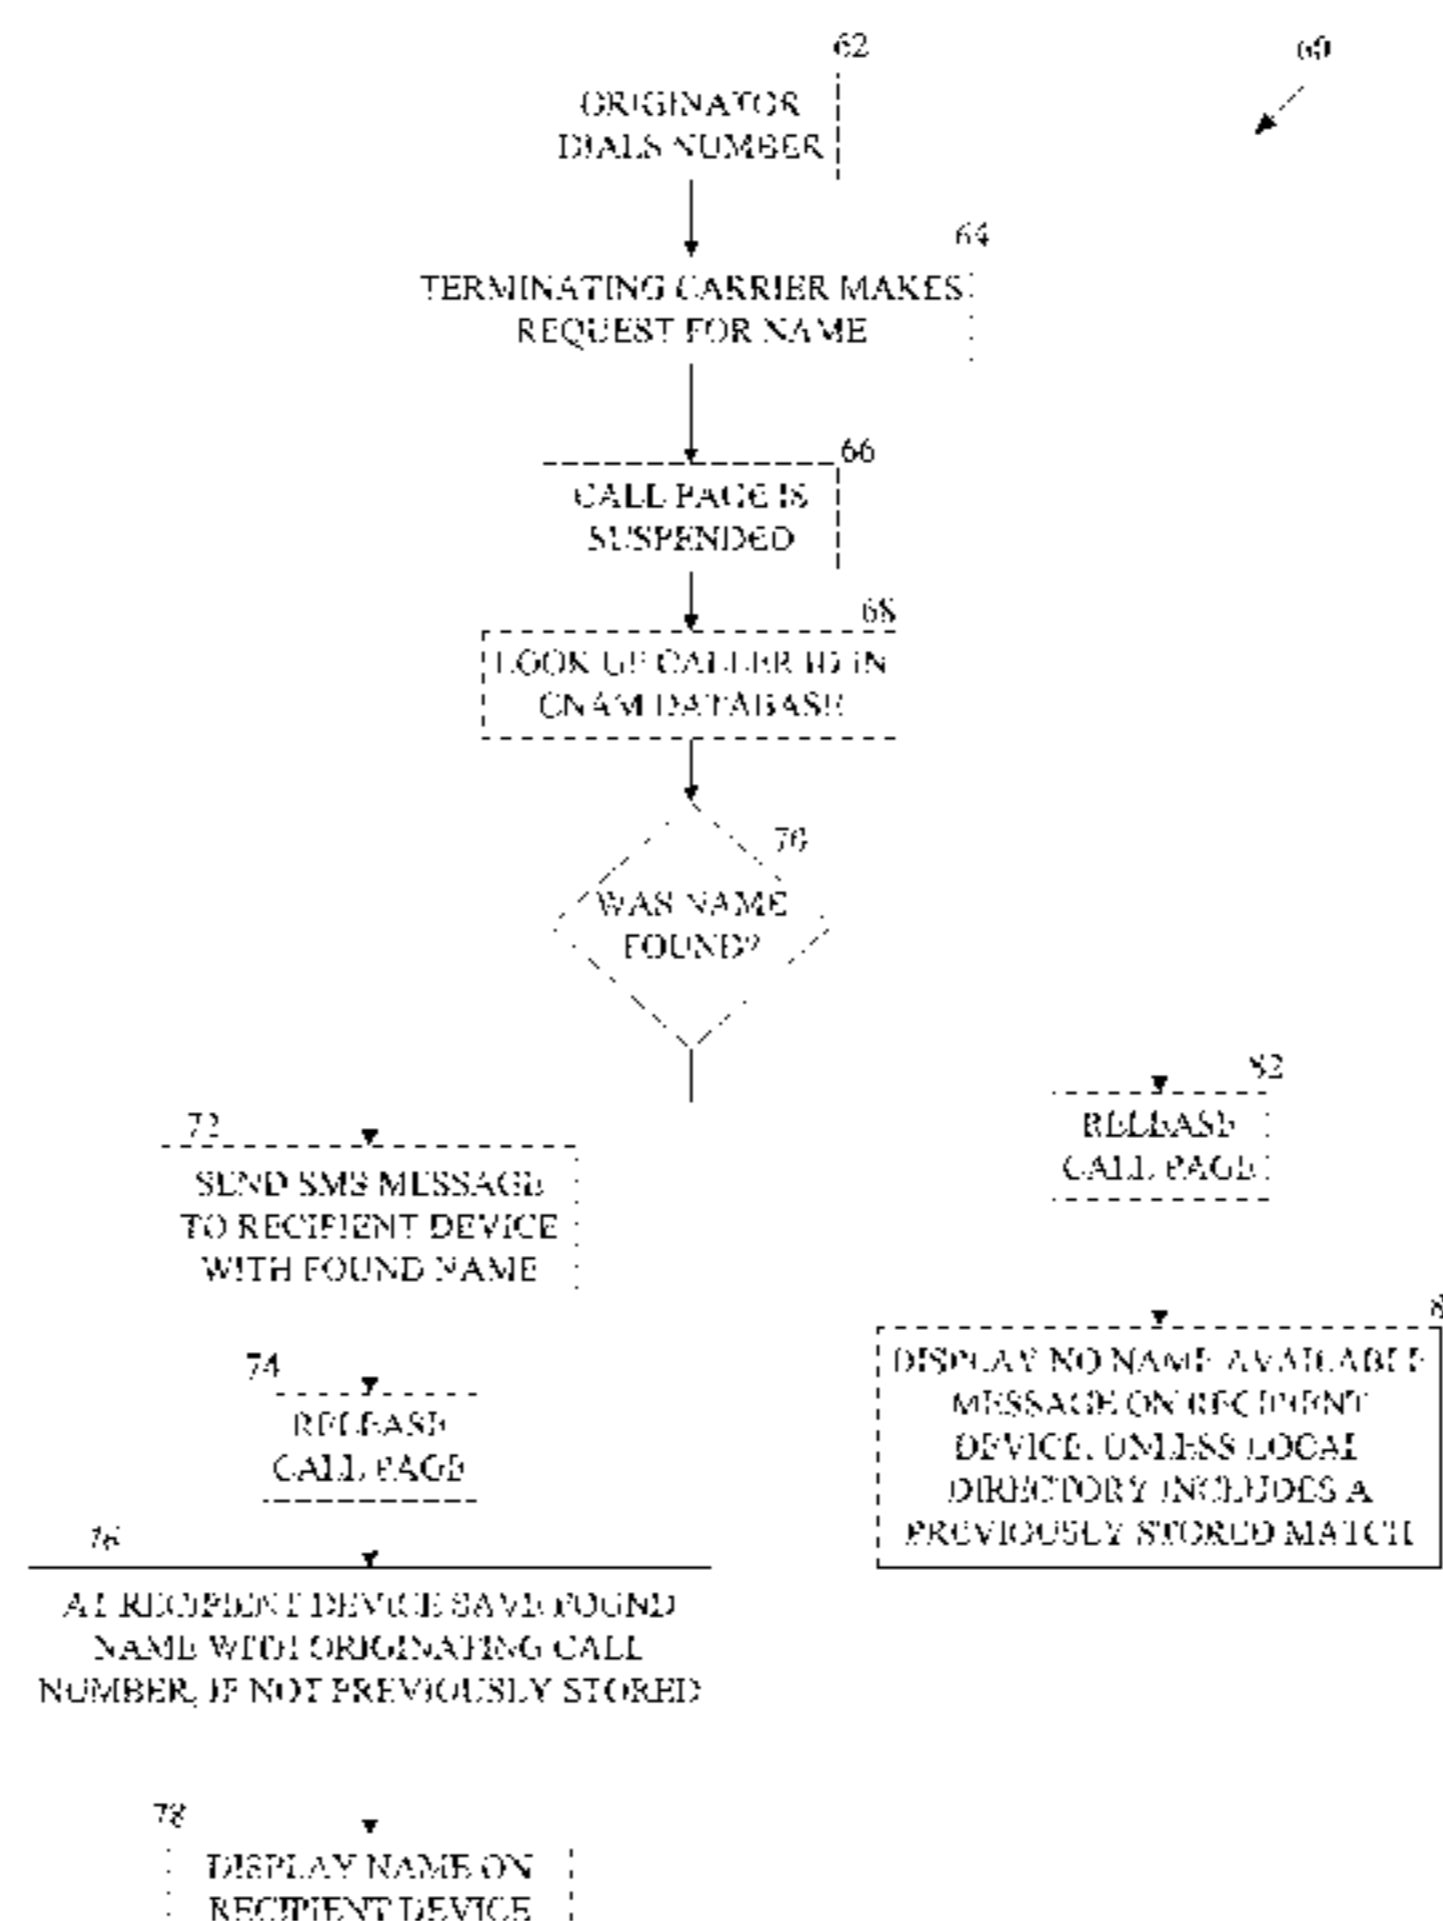 62
60
ORIGINATOR
DIALS NUMBER
64
TERMINATING CARRIER MAKES
REQUEST FOR NAME
66
CALL PAGE IS
SUSPENDED
68
LOOK UP CALLER ID IN
CNAM DATABASE
70
WAS NAME
FOUND?
82
RELEASE
CALL PAGE
72
SEND SMS MESSAGE
TO RECIPIENT DEVICE
WITH FOUND NAME
8
DISPLAY NO NAME AVAILABLE
MESSAGE ON RECIPIENT
DEVICE, UNLESS LOCAL
DIRECTORY INCLUDES A
PREVIOUSLY STORED MATCH
74
RELEASE
CALL PAGE
76
AT RECIPIENT DEVICE SAVE FOUND
NAME WITH ORIGINATING CALL
NUMBER, IF NOT PREVIOUSLY STORED
78
DISPLAY NAME ON
RECIPIENT DEVICE